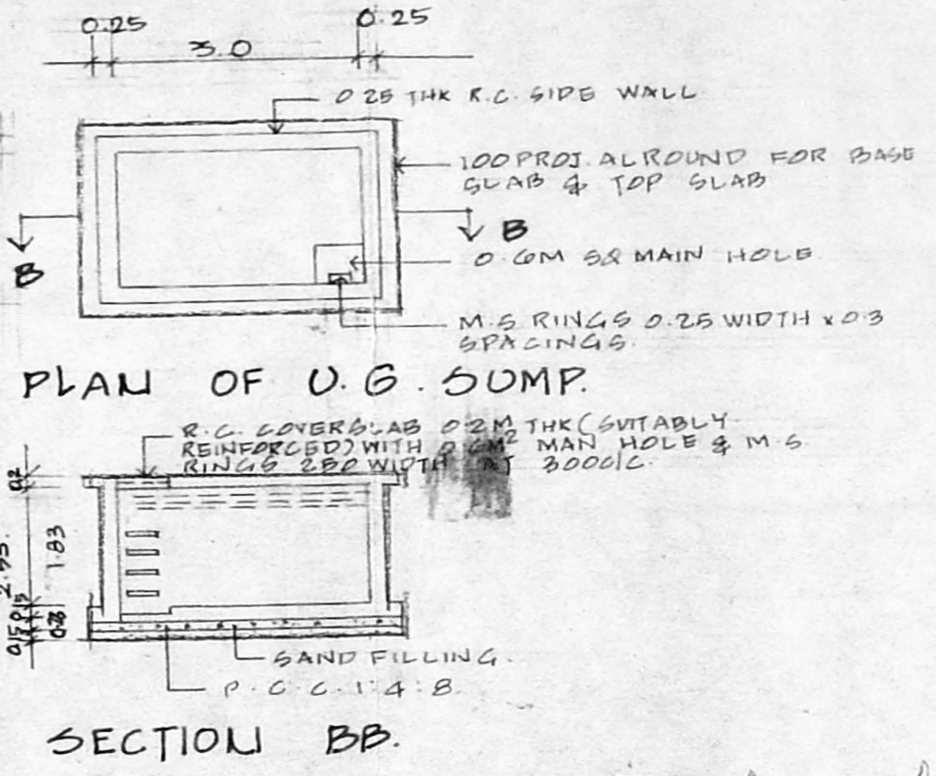 0.25
0.25
3.0
0.25 THK R.C. SIDE WALL
100 PROJ. ALROUND FOR BASE
SLAB & TOP SLAB
B
B
0.6M SQ MAIN HOLE.
M.S RINGS 0.25 WIDTH x 0.3
SPACINGS.
PLAN OF U.G. SUMP.
R.C. COVERSLAB 0.2M THK (SUITABLY
REINFORCED) WITH M² MAN HOLE & M.S.
RINGS 250 WIDTH AT 300C/C.
0.2
1.83
SAND FILLING.
P.C.C. 1:4:8.
SECTION BB.